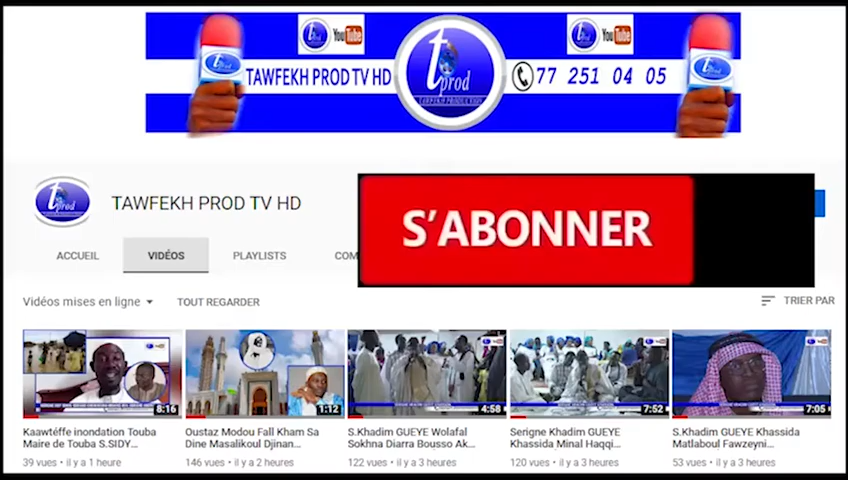 YouTube
YouTube
TAWFEKH PROD TV HD
tprod
77 251 04 05
TAWFEKH PROD TV HD
S'ABONNER
ACCUEIL
VIDÉOS
PLAYLISTS
COM
Vidéos mises en ligne
TOUT REGARDER
TRIER PAR
8:16
1:12
4:58
7:52
7:05
Kaawtéffe inondation Touba
Maire de Touba S.SIDY...
39 vues • il y a 1 heure
Oustaz Modou Fall Kham Sa
Dine Masalikoul Djinan...
146 vues • il y a 2 heures
S.Khadim GUEYE Wolafal
Sokhna Diarra Bousso Ak...
122 vues • il y a 3 heures
Serigne Khadim GUEYE
Khassida Minal Haqqi...
120 vues • il y a 3 heures
S.Khadim GUEYE Khassida
Matlaboul Fawzeyni...
53 vues • il y a 3 heures